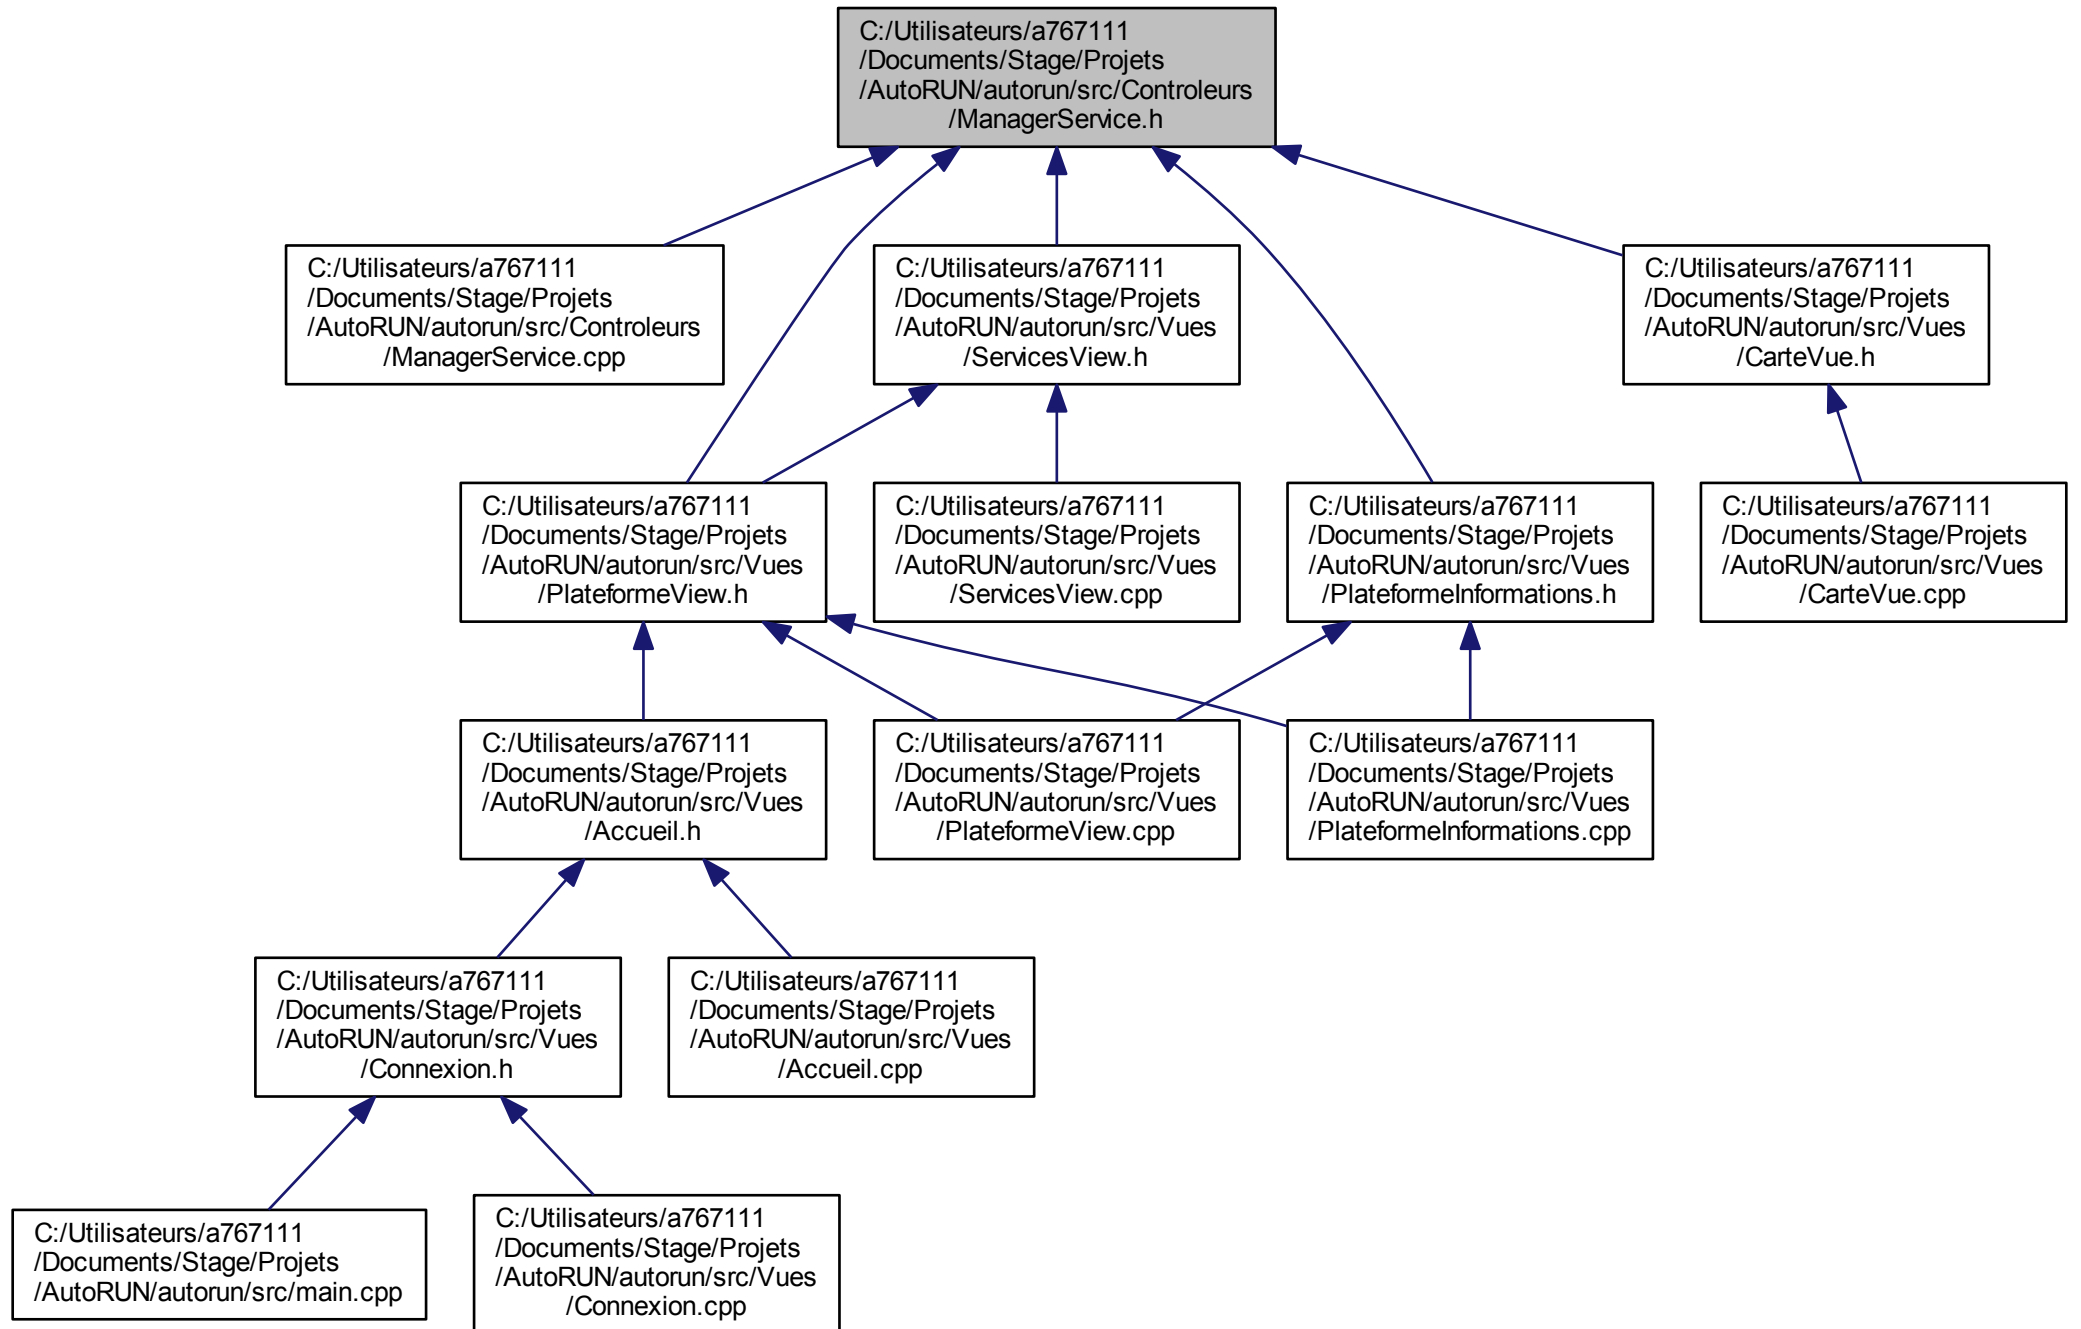 C:/Utilisateurs/a767111
/Documents/Stage/Projets
/AutoRUN/autorun/src/Controleurs
/ManagerService.h
C:/Utilisateurs/a767111
/Documents/Stage/Projets
/AutoRUN/autorun/src/Controleurs
/ManagerService.cpp
C:/Utilisateurs/a767111
/Documents/Stage/Projets
/AutoRUN/autorun/src/Vues
/ServicesView.h
C:/Utilisateurs/a767111
/Documents/Stage/Projets
/AutoRUN/autorun/src/Vues
/CarteVue.h
C:/Utilisateurs/a767111
/Documents/Stage/Projets
/AutoRUN/autorun/src/Vues
/PlateformeView.h
C:/Utilisateurs/a767111
/Documents/Stage/Projets
/AutoRUN/autorun/src/Vues
/ServicesView.cpp
C:/Utilisateurs/a767111
/Documents/Stage/Projets
/AutoRUN/autorun/src/Vues
/PlateformeInformations.h
C:/Utilisateurs/a767111
/Documents/Stage/Projets
/AutoRUN/autorun/src/Vues
/CarteVue.cpp
C:/Utilisateurs/a767111
/Documents/Stage/Projets
/AutoRUN/autorun/src/Vues
/Accueil.h
C:/Utilisateurs/a767111
/Documents/Stage/Projets
/AutoRUN/autorun/src/Vues
/PlateformeView.cpp
C:/Utilisateurs/a767111
/Documents/Stage/Projets
/AutoRUN/autorun/src/Vues
/PlateformeInformations.cpp
C:/Utilisateurs/a767111
/Documents/Stage/Projets
/AutoRUN/autorun/src/Vues
/Connexion.h
C:/Utilisateurs/a767111
/Documents/Stage/Projets
/AutoRUN/autorun/src/Vues
/Accueil.cpp
C:/Utilisateurs/a767111
/Documents/Stage/Projets
/AutoRUN/autorun/src/main.cpp
C:/Utilisateurs/a767111
/Documents/Stage/Projets
/AutoRUN/autorun/src/Vues
/Connexion.cpp